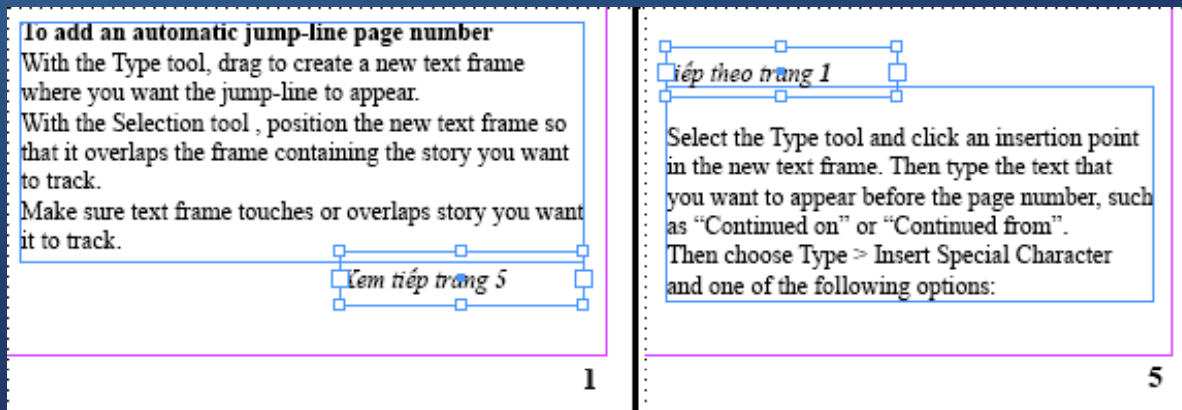 To add an automatic jump-line page number
With the Type tool, drag to create a new text frame
where you want the jump-line to appear.
With the Selection tool , position the new text frame so
that it overlaps the frame containing the story you want
to track.
Make sure text frame touches or overlaps story you want
it to track.
Xem tiếp trang 5
1
tiếp theo trang 1
Select the Type tool and click an insertion point
in the new text frame. Then type the text that
you want to appear before the page number, such
as “Continued on” or “Continued from”.
Then choose Type > Insert Special Character
and one of the following options:
5